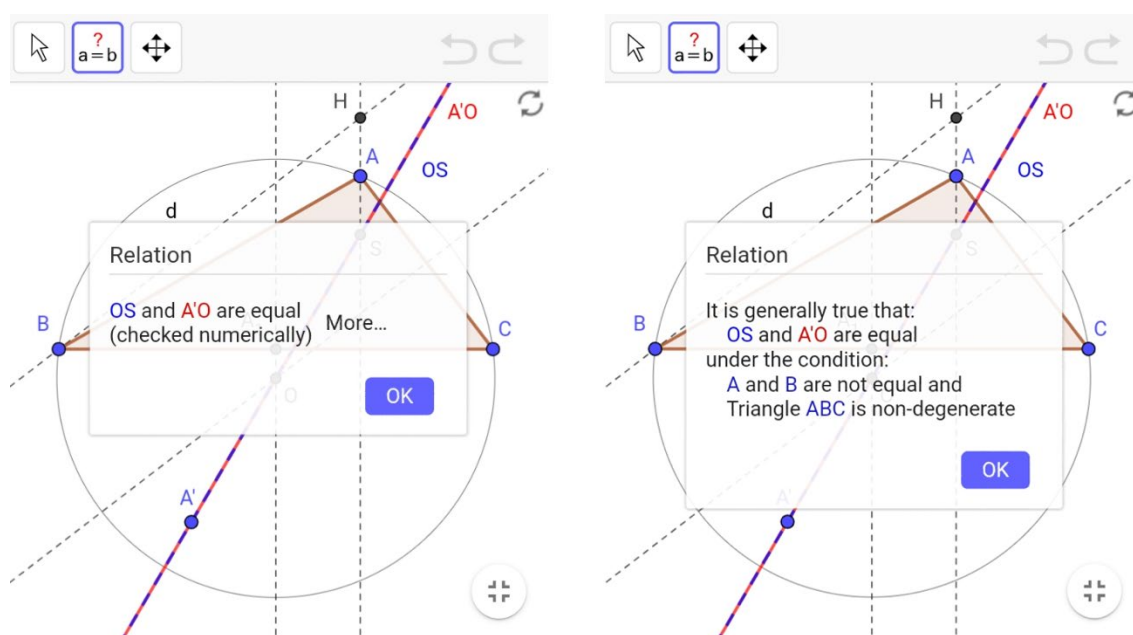 ?
a=b
H
A'O
A
OS
d
Relation
S
OS and A'O are equal
(checked numerically)
More...
B
C
O
OK
A'
?
a=b
H
A'O
A
OS
d
Relation
S
It is generally true that:
OS and A'O are equal
under the condition:
A and B are not equal and
Triangle ABC is non-degenerate
B
C
OK
A'